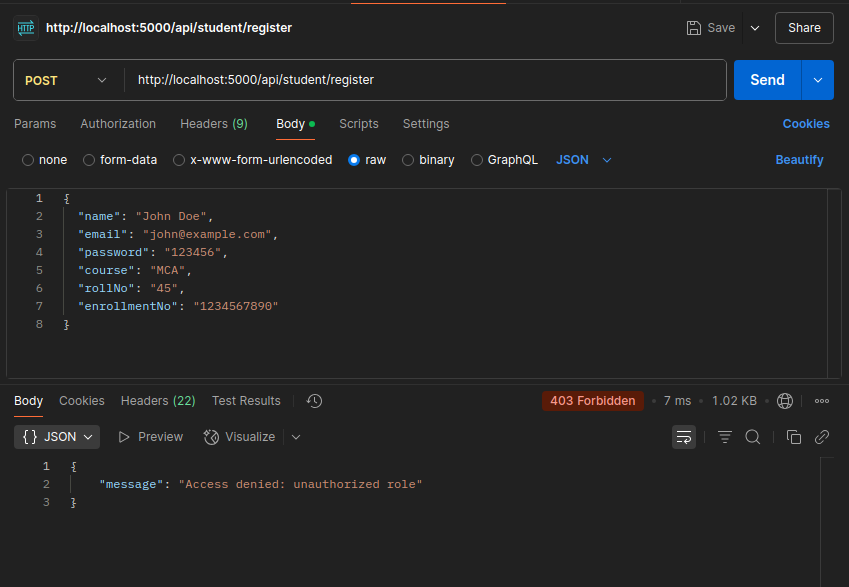 HTTP http://localhost:5000/api/student/register Save Share
POST http://localhost:5000/api/student/register Send
Params Authorization Headers (9) Body Scripts Settings Cookies
none form-data x-www-form-urlencoded raw binary GraphQL JSON Beautify
1 {
2 "name": "John Doe",
3 "email": "john@example.com",
4 "password": "123456",
5 "course": "MCA",
6 "rollNo": "45",
7 "enrollmentNo": "1234567890"
8 }
Body Cookies Headers (22) Test Results 403 Forbidden 7 ms 1.02 KB
{} JSON Preview Visualize
1 {
2 "message": "Access denied: unauthorized role"
3 }